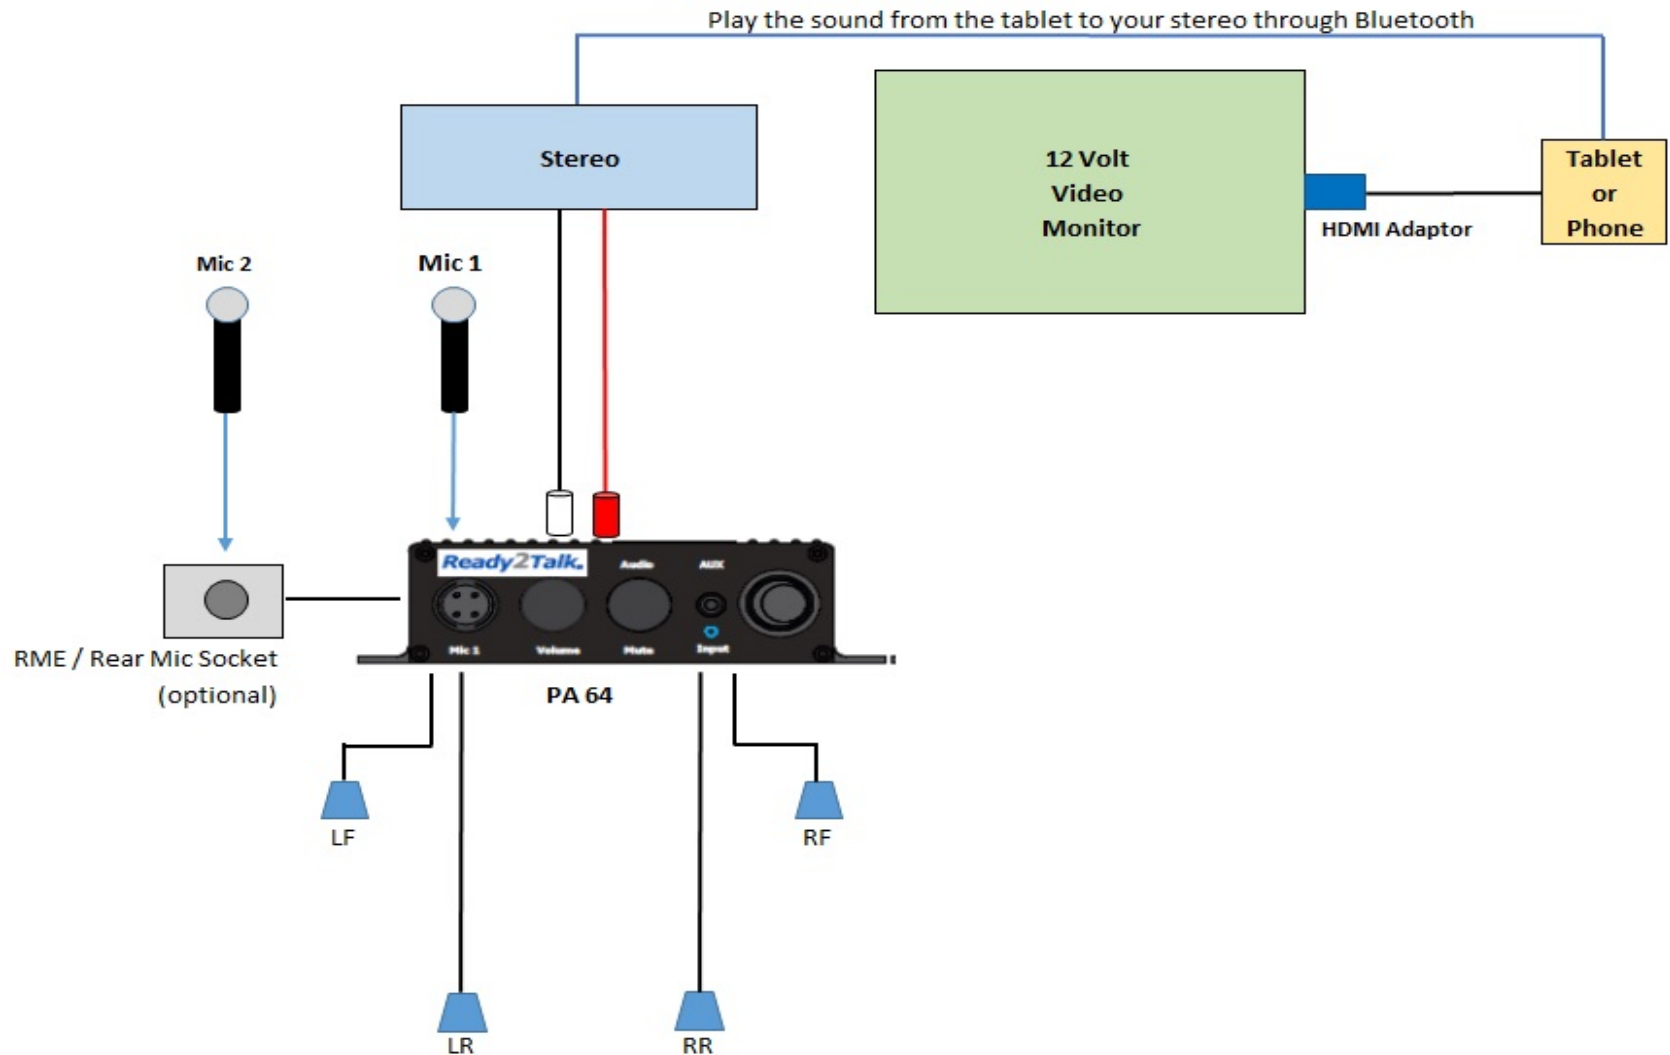 Play the sound from the tablet to your stereo through Bluetooth
Stereo
12 Volt
Video
Monitor
Tablet
or
Phone
HDMI Adaptor
Mic 2
Mic 1
Ready2Talk.
Audio
AUX
Mic 1
Volume
Mute
Input
RME / Rear Mic Socket
(optional)
PA 64
LF
RF
LR
RR